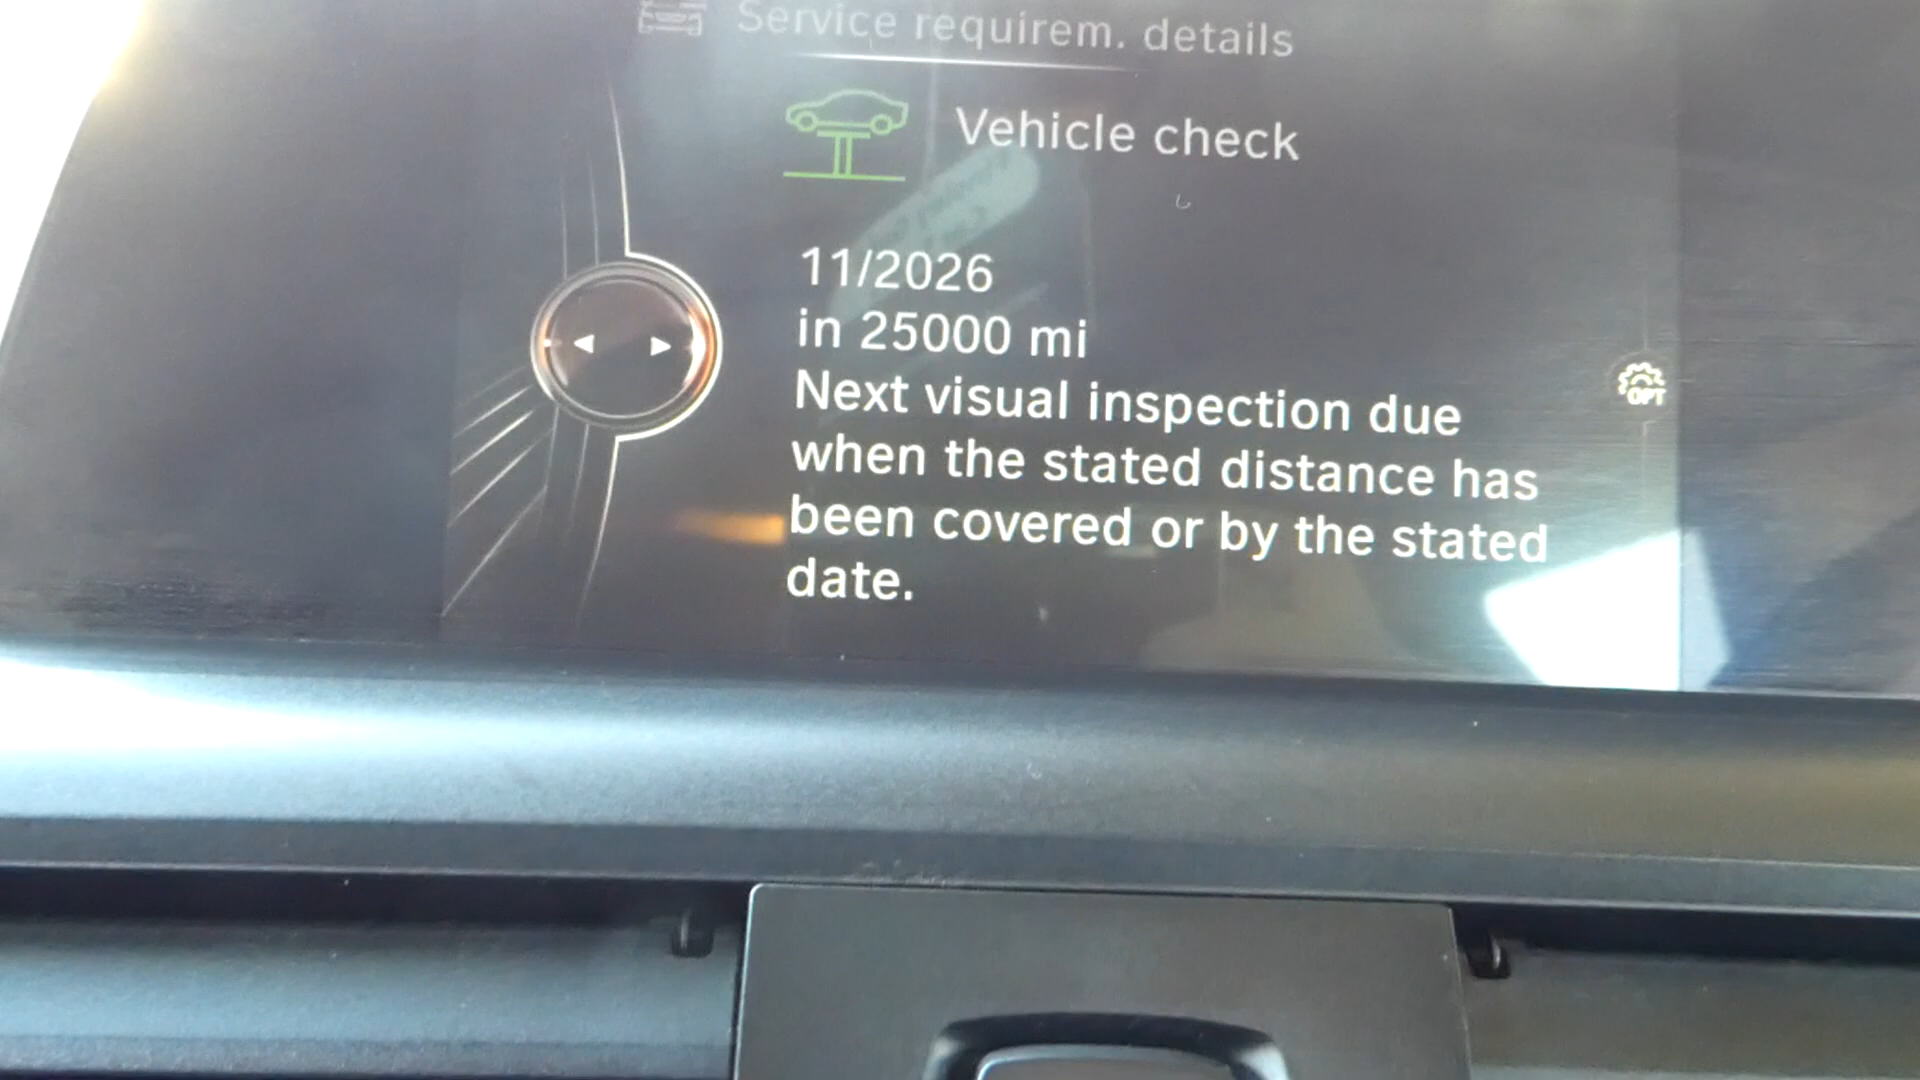 Service requirem. details
Vehicle check
11/2026
in 25000 mi
Next visual inspection due
when the stated distance has
been covered or by the stated
date.
OPT